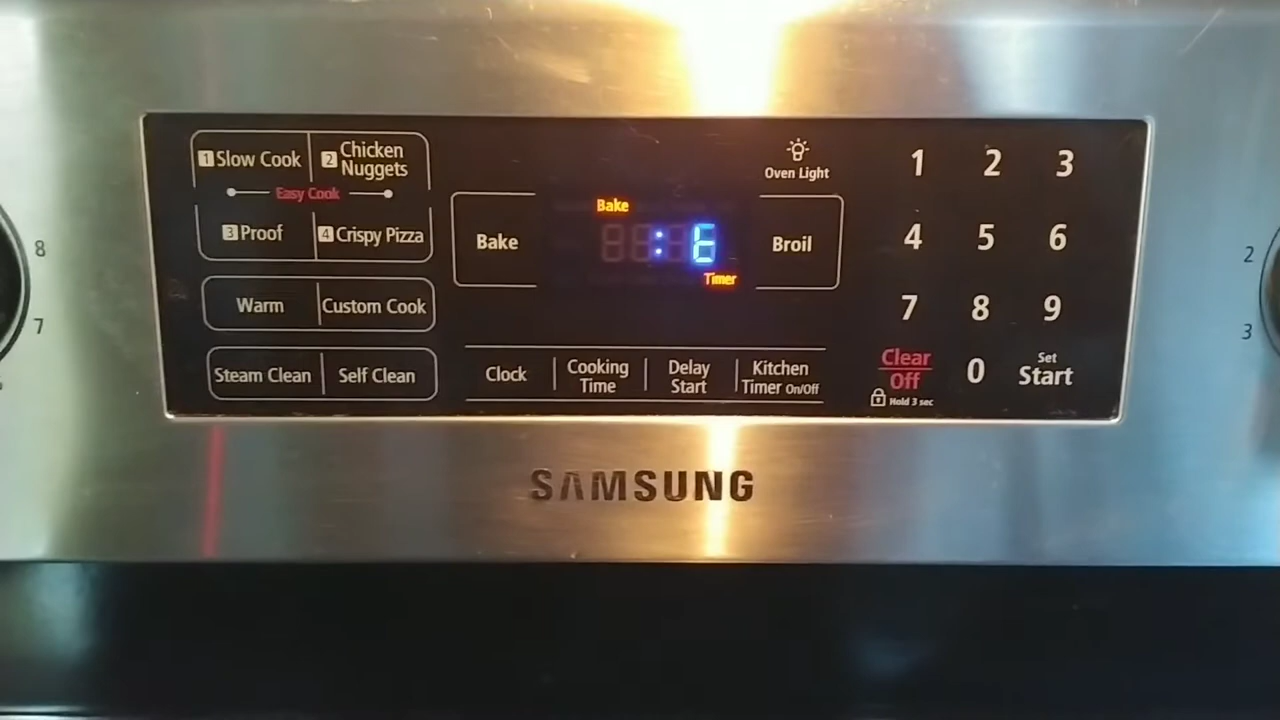 1 Slow Cook
2 Chicken
Nuggets
Easy Cook
3 Proof
4 Crispy Pizza
Warm
Custom Cook
Steam Clean
Self Clean
Bake
Bake
: t
Timer
Oven Light
Broil
Clock
Cooking
Time
Delay
Start
Kitchen
Timer On/Off
1 2 3
4 5 6
7 8 9
Clear
Off
Hold 3 sec
0
Set
Start
8
7
2
3
SAMSUNG